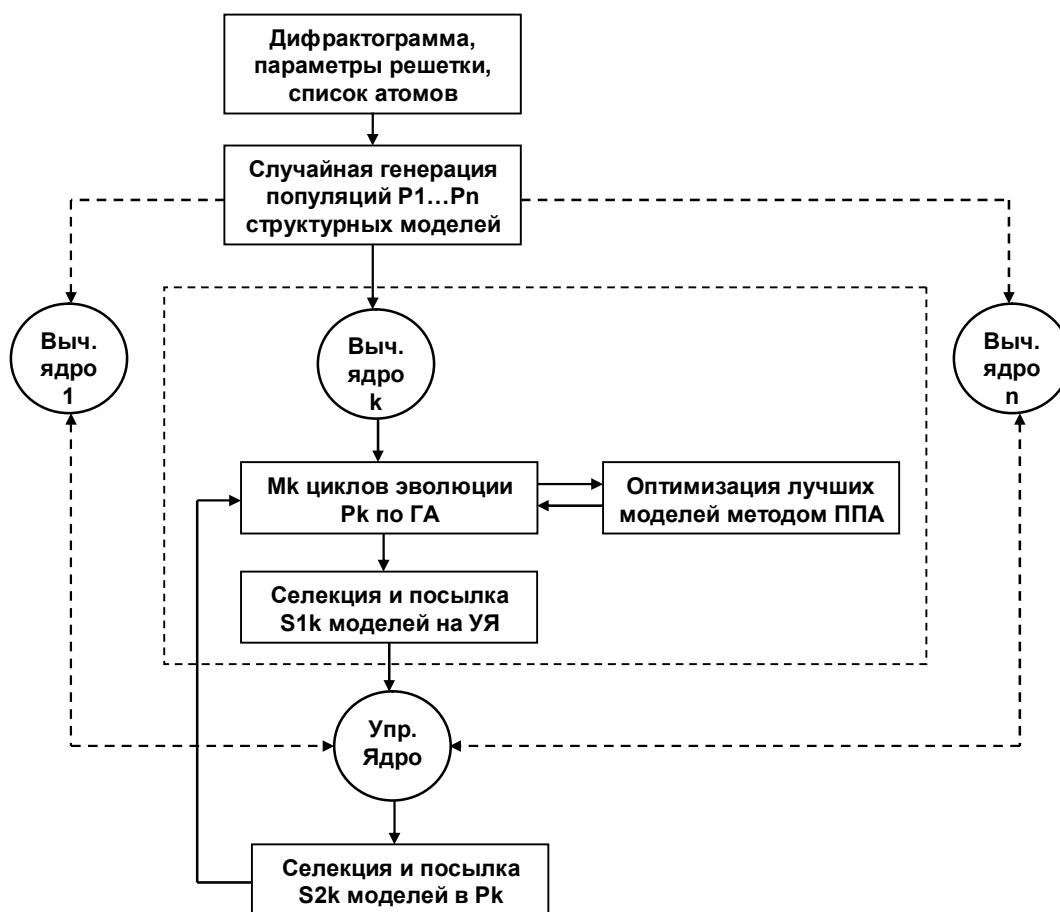 Дифрактограмма,
параметры решетки,
список атомов
Случайная генерация
популяций P1...Pn
структурных моделей
Выч.
ядро
1
Выч.
ядро
k
Выч.
ядро
n
Mk циклов эволюции
Pk по ГА
Оптимизация лучших
моделей методом ППА
Селекция и посылка
S1k моделей на УЯ
Упр.
Ядро
Селекция и посылка
S2k моделей в Pk